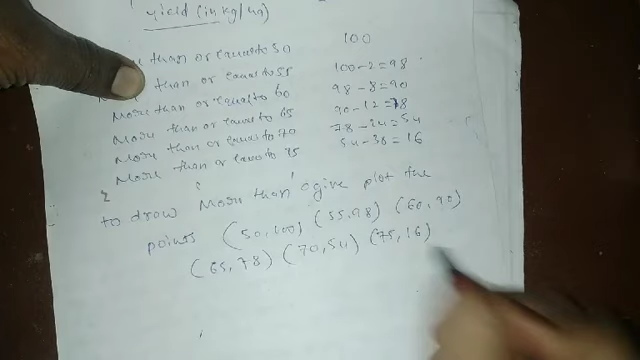 yield (in kg/ha)
than or equal to 50 100
than or equal to 55 100-2=98
More than or equal to 60 98-8=90
More than or equal to 65 90-12=78
More than or equal to 70 78-24=54
More than or equal to 75 54-38=16
to draw More than ogive plot the
points (50,100) (55,98) (60,90)
(65,78) (70,54) (75,16)